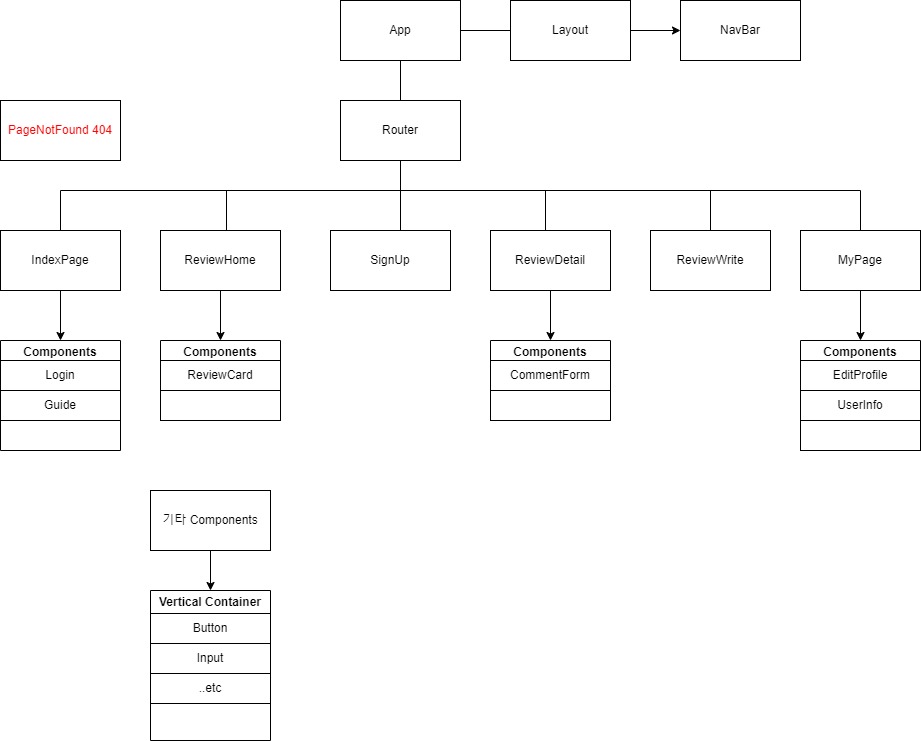 App
Layout
NavBar
PageNotFound 404
Router
IndexPage
ReviewHome
SignUp
ReviewDetail
ReviewWrite
MyPage
Components
Login
Guide
Components
ReviewCard
Components
CommentForm
Components
EditProfile
UserInfo
기타 Components
Vertical Container
Button
Input
..etc